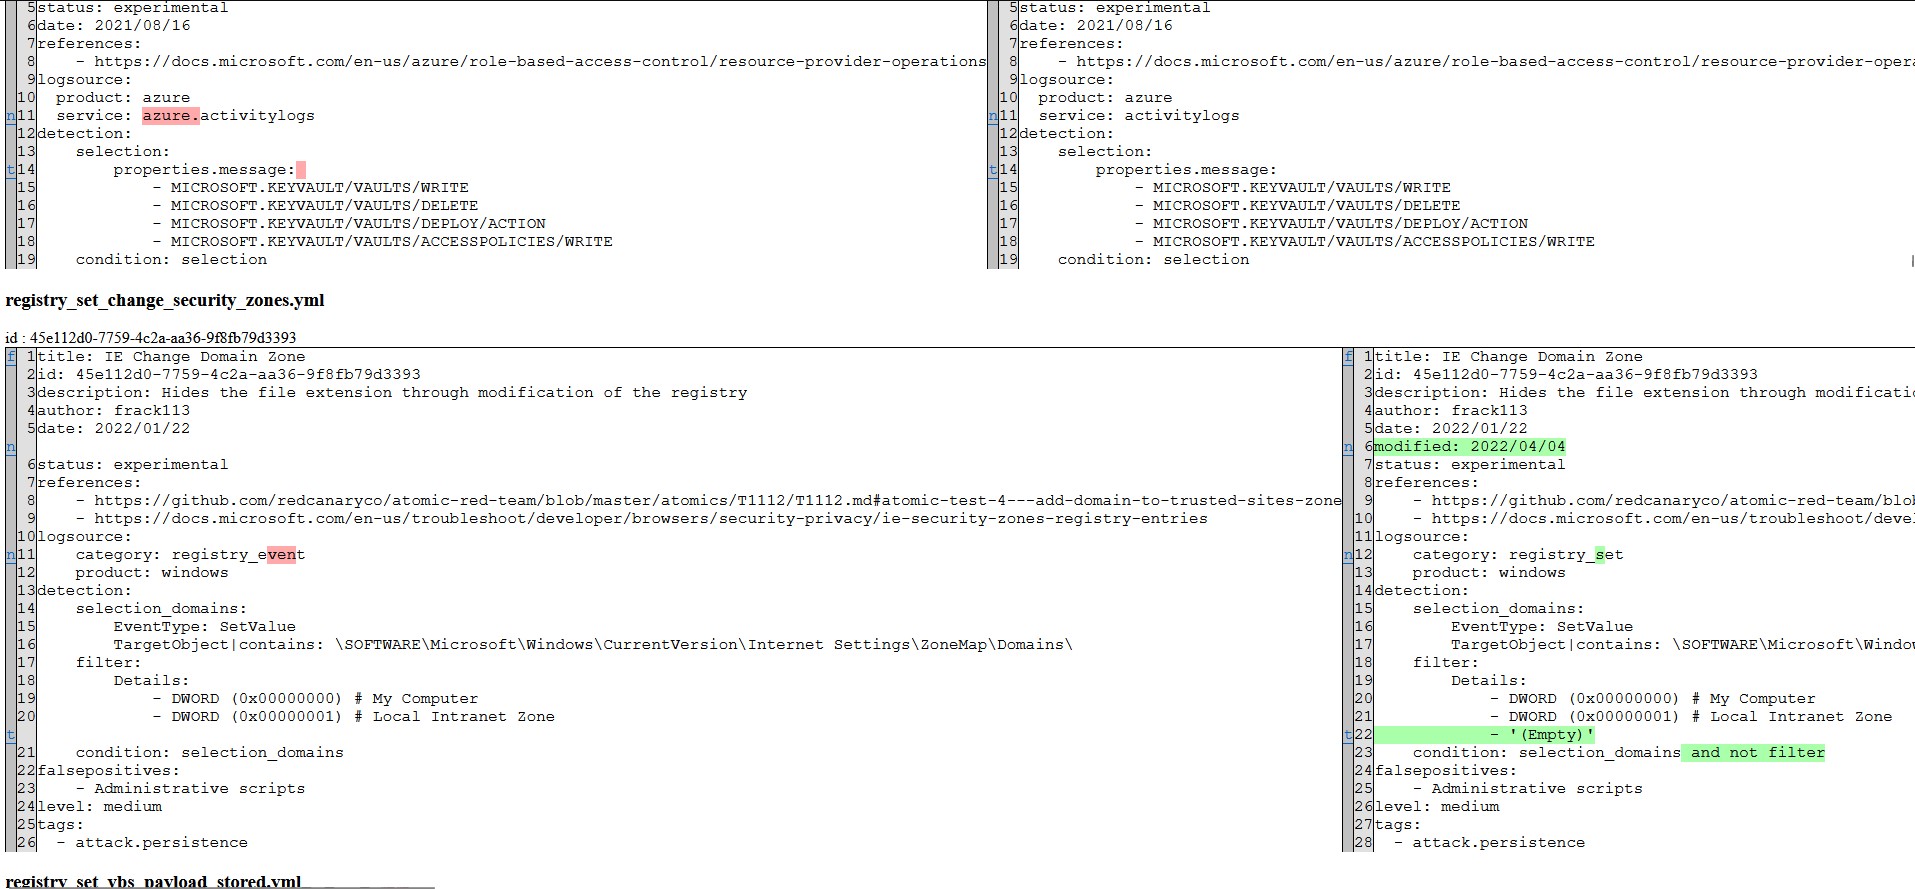 5 status: experimental
6 date: 2021/08/16
7 references:
8 - https://docs.microsoft.com/en-us/azure/role-based-access-control/resource-provider-operations
9 logsource:
10 product: azure
n 11 service: azure.activitylogs
12 detection:
13 selection:
t 14 properties.message:
15 - MICROSOFT.KEYVAULT/VAULTS/WRITE
16 - MICROSOFT.KEYVAULT/VAULTS/DELETE
17 - MICROSOFT.KEYVAULT/VAULTS/DEPLOY/ACTION
18 - MICROSOFT.KEYVAULT/VAULTS/ACCESSPOLICIES/WRITE
19 condition: selection
5 status: experimental
6 date: 2021/08/16
7 references:
8 - https://docs.microsoft.com/en-us/azure/role-based-access-control/resource-provider-opera
9 logsource:
10 product: azure
n 11 service: activitylogs
12 detection:
13 selection:
t 14 properties.message:
15 - MICROSOFT.KEYVAULT/VAULTS/WRITE
16 - MICROSOFT.KEYVAULT/VAULTS/DELETE
17 - MICROSOFT.KEYVAULT/VAULTS/DEPLOY/ACTION
18 - MICROSOFT.KEYVAULT/VAULTS/ACCESSPOLICIES/WRITE
19 condition: selection
registry_set_change_security_zones.yml
id : 45e112d0-7759-4c2a-aa36-9f8fb79d3393
f 1 title: IE Change Domain Zone
2 id: 45e112d0-7759-4c2a-aa36-9f8fb79d3393
3 description: Hides the file extension through modification of the registry
4 author: frack113
5 date: 2022/01/22
n
6 status: experimental
7 references:
8 - https://github.com/redcanaryco/atomic-red-team/blob/master/atomics/T1112/T1112.md#atomic-test-4---add-domain-to-trusted-sites-zone
9 - https://docs.microsoft.com/en-us/troubleshoot/developer/browsers/security-privacy/ie-security-zones-registry-entries
10 logsource:
n 11 category: registry_event
12 product: windows
13 detection:
14 selection_domains:
15 EventType: SetValue
16 TargetObject|contains: \SOFTWARE\Microsoft\Windows\CurrentVersion\Internet Settings\ZoneMap\Domains\
17 filter:
18 Details:
19 - DWORD (0x00000000) # My Computer
20 - DWORD (0x00000001) # Local Intranet Zone
t
21 condition: selection_domains
22 falsepositives:
23 - Administrative scripts
24 level: medium
25 tags:
26 - attack.persistence
f 1 title: IE Change Domain Zone
2 id: 45e112d0-7759-4c2a-aa36-9f8fb79d3393
3 description: Hides the file extension through modificatio
4 author: frack113
5 date: 2022/01/22
n 6 modified: 2022/04/04
7 status: experimental
8 references:
9 - https://github.com/redcanaryco/atomic-red-team/blob
10 - https://docs.microsoft.com/en-us/troubleshoot/devel
11 logsource:
n 12 category: registry_set
13 product: windows
14 detection:
15 selection_domains:
16 EventType: SetValue
17 TargetObject|contains: \SOFTWARE\Microsoft\Window
18 filter:
19 Details:
20 - DWORD (0x00000000) # My Computer
21 - DWORD (0x00000001) # Local Intranet Zone
t 22 - '(Empty)'
23 condition: selection_domains and not filter
24 falsepositives:
25 - Administrative scripts
26 level: medium
27 tags:
28 - attack.persistence
registry_set_vbs_payload_stored.yml